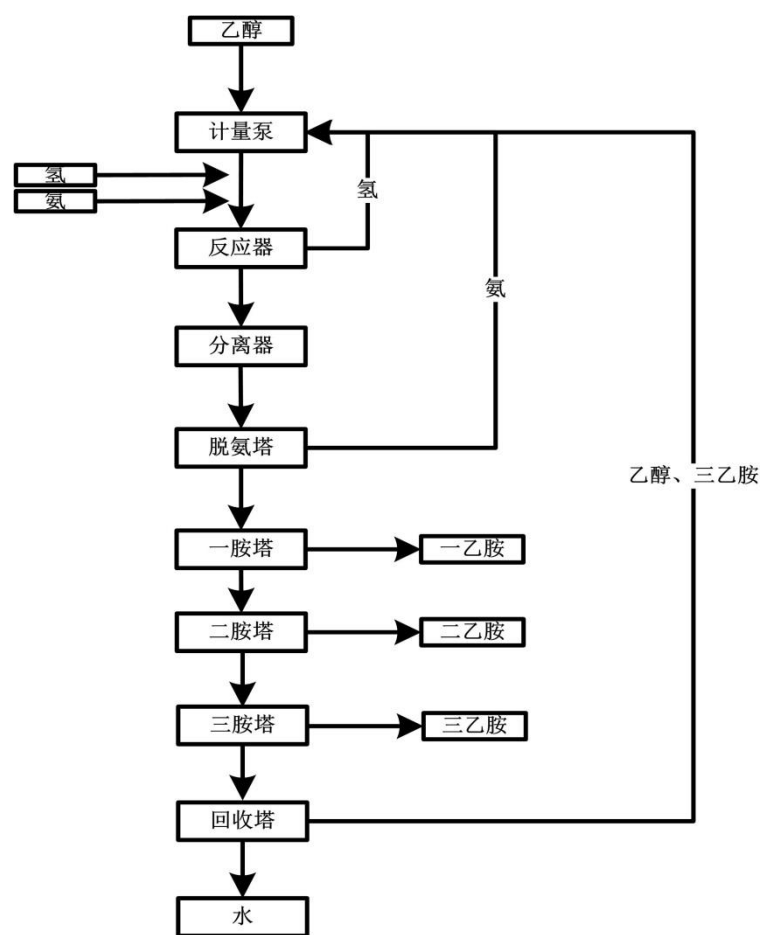 乙醇
计量泵
氢
氨
氢
反应器
氨
分离器
脱氨塔
乙醇、三乙胺
一胺塔
一乙胺
二胺塔
二乙胺
三胺塔
三乙胺
回收塔
水